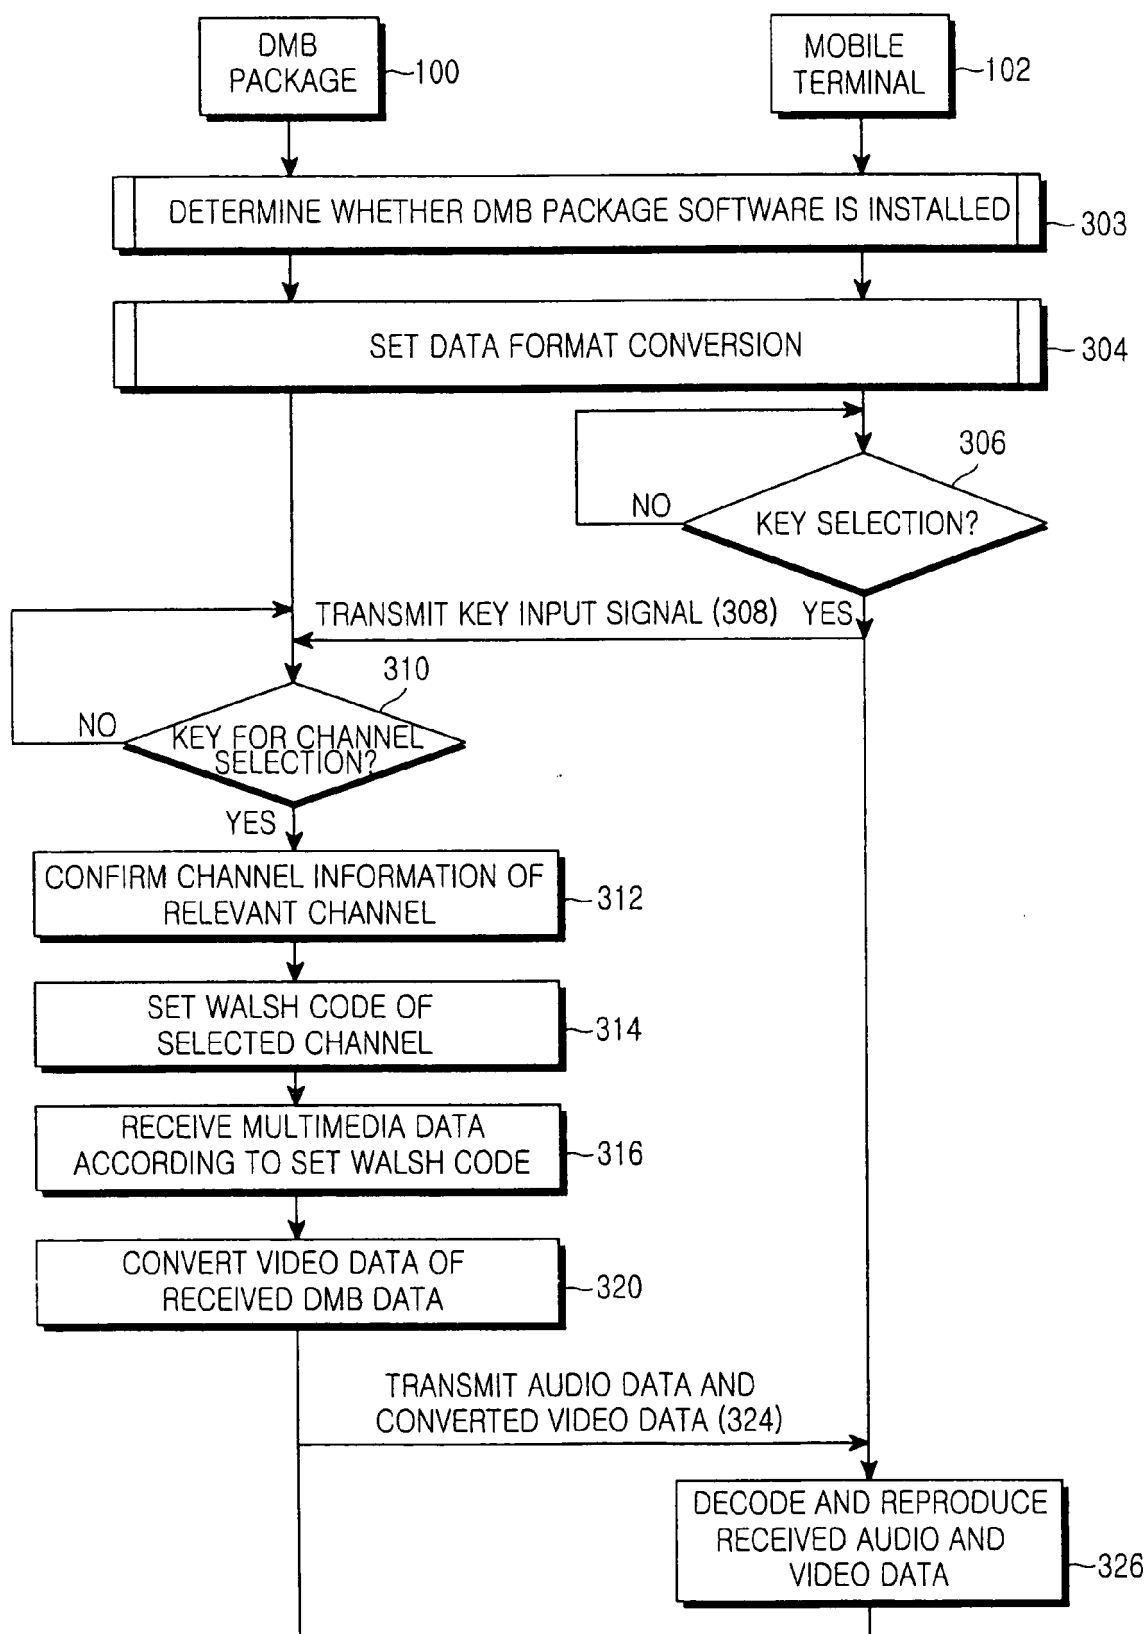 DMB
PACKAGE
100
MOBILE
TERMINAL
102
DETERMINE WHETHER DMB PACKAGE SOFTWARE IS INSTALLED
303
SET DATA FORMAT CONVERSION
304
306
NO
KEY SELECTION?
TRANSMIT KEY INPUT SIGNAL (308)
YES
310
NO
KEY FOR CHANNEL
SELECTION?
YES
CONFIRM CHANNEL INFORMATION OF
RELEVANT CHANNEL
312
SET WALSH CODE OF
SELECTED CHANNEL
314
RECEIVE MULTIMEDIA DATA
ACCORDING TO SET WALSH CODE
316
CONVERT VIDEO DATA OF
RECEIVED DMB DATA
320
TRANSMIT AUDIO DATA AND
CONVERTED VIDEO DATA (324)
DECODE AND REPRODUCE
RECEIVED AUDIO AND
VIDEO DATA
326